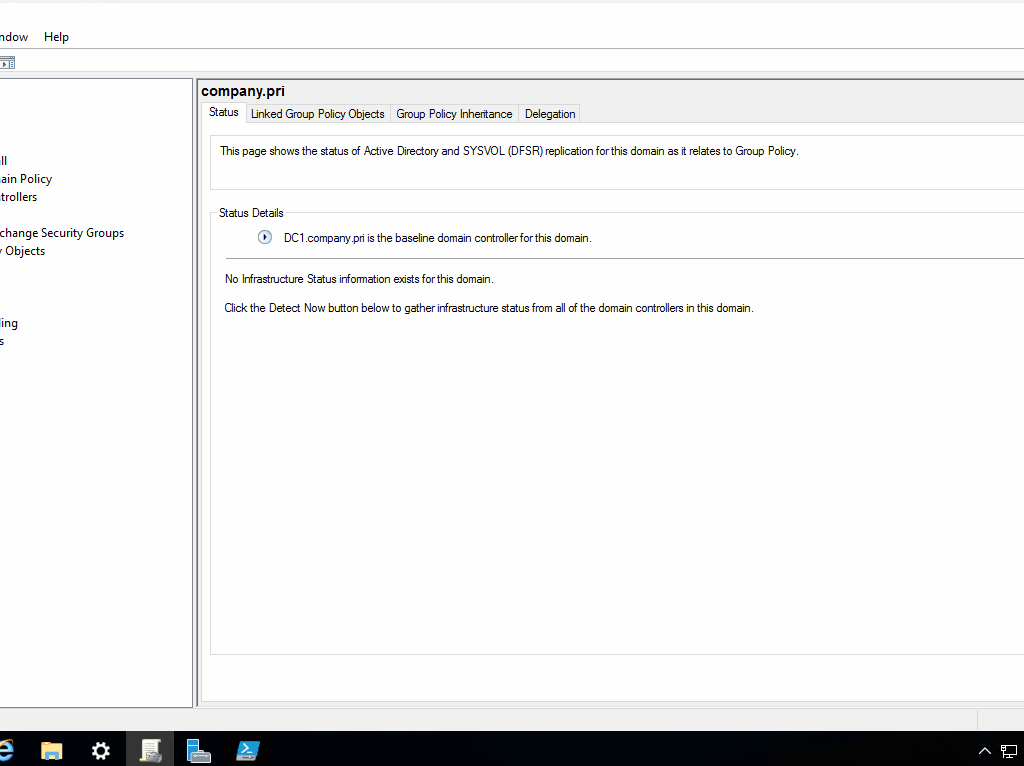 ndow Help
company.pri
Status Linked Group Policy Objects Group Policy Inheritance Delegation
This page shows the status of Active Directory and SYSVOL (DFSR) replication for this domain as it relates to Group Policy.
ll
ain Policy
trollers
change Security Groups
y Objects
ling
s
Status Details
DC1.company.pri is the baseline domain controller for this domain.
No Infrastructure Status information exists for this domain.
Click the Detect Now button below to gather infrastructure status from all of the domain controllers in this domain.